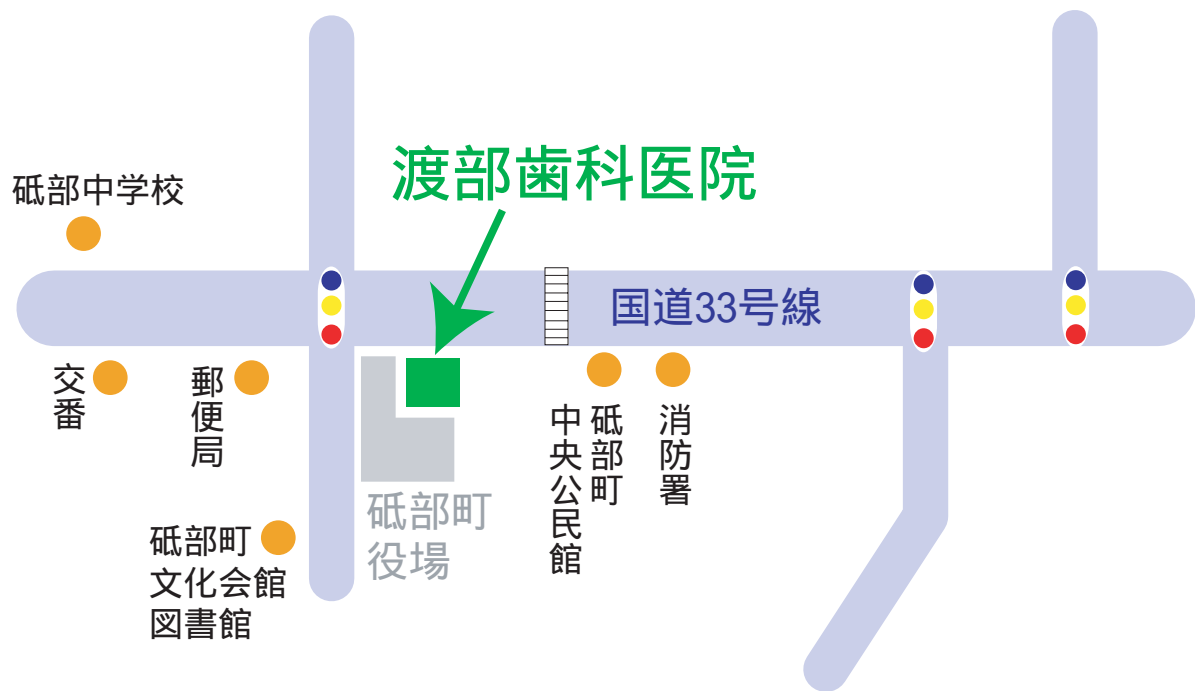 渡部歯科医院
砥部中学校
国道33号線
交番
郵便局
砥部町
中央公民館
消防署
砥部町
役場
砥部町
文化会館
図書館